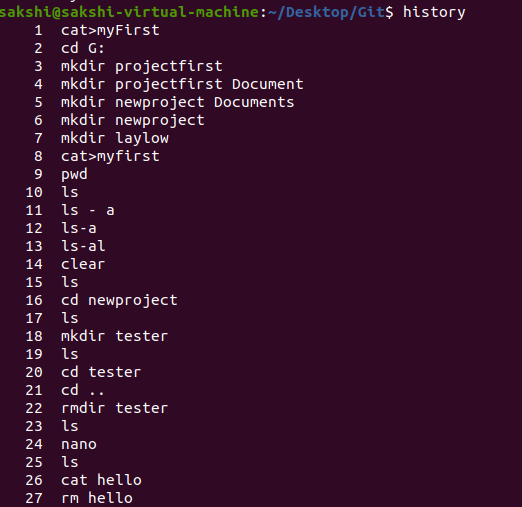 sakshi@sakshi-virtual-machine:~/Desktop/Git$ history
1 cat>myFirst
2 cd G:
3 mkdir projectfirst
4 mkdir projectfirst Document
5 mkdir newproject Documents
6 mkdir newproject
7 mkdir laylow
8 cat>myfirst
9 pwd
10 ls
11 ls - a
12 ls-a
13 ls-al
14 clear
15 ls
16 cd newproject
17 ls
18 mkdir tester
19 ls
20 cd tester
21 cd ..
22 rmdir tester
23 ls
24 nano
25 ls
26 cat hello
27 rm hello